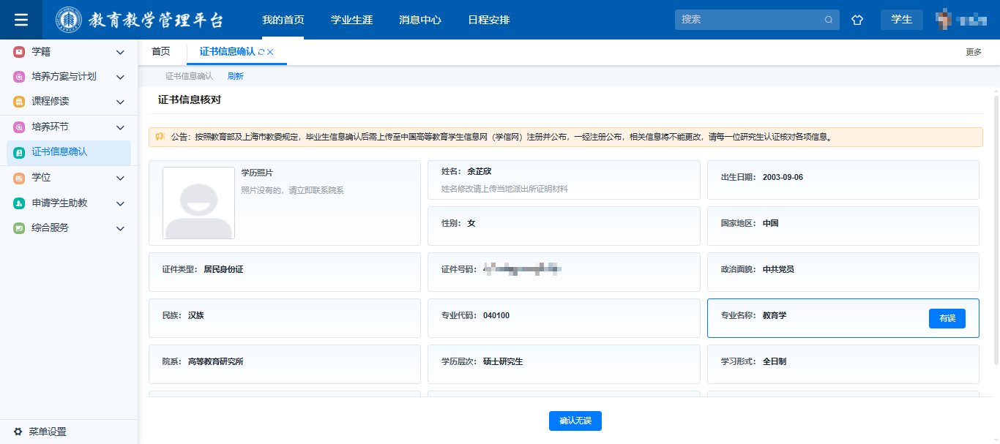 教育教学管理平台
我的首页 学业生涯 消息中心 日程安排
搜索
学生
学籍
培养方案与计划
课程修读
培养环节
证书信息确认
学位
申请学生助教
综合服务
菜单设置
首页 证书信息确认 更多
证书信息确认 刷新
证书信息核对
公告：按照教育部及上海市教委规定，毕业生信息确认后需上传至中国高等教育学生信息网（学信网）注册并公布，一经注册公布，相关信息将不能更改，请每一位研究生认证核对各项信息。
学历照片
照片没有的，请立即联系院系
姓名： 余芷欣
姓名修改请上传当地派出所证明材料
出生日期： 2003-09-06
性别： 女
国家地区： 中国
证件类型： 居民身份证
证件号码：
政治面貌： 中共党员
民族： 汉族
专业代码： 040100
专业名称： 教育学
有误
院系： 高等教育研究所
学历层次： 硕士研究生
学习形式： 全日制
确认无误